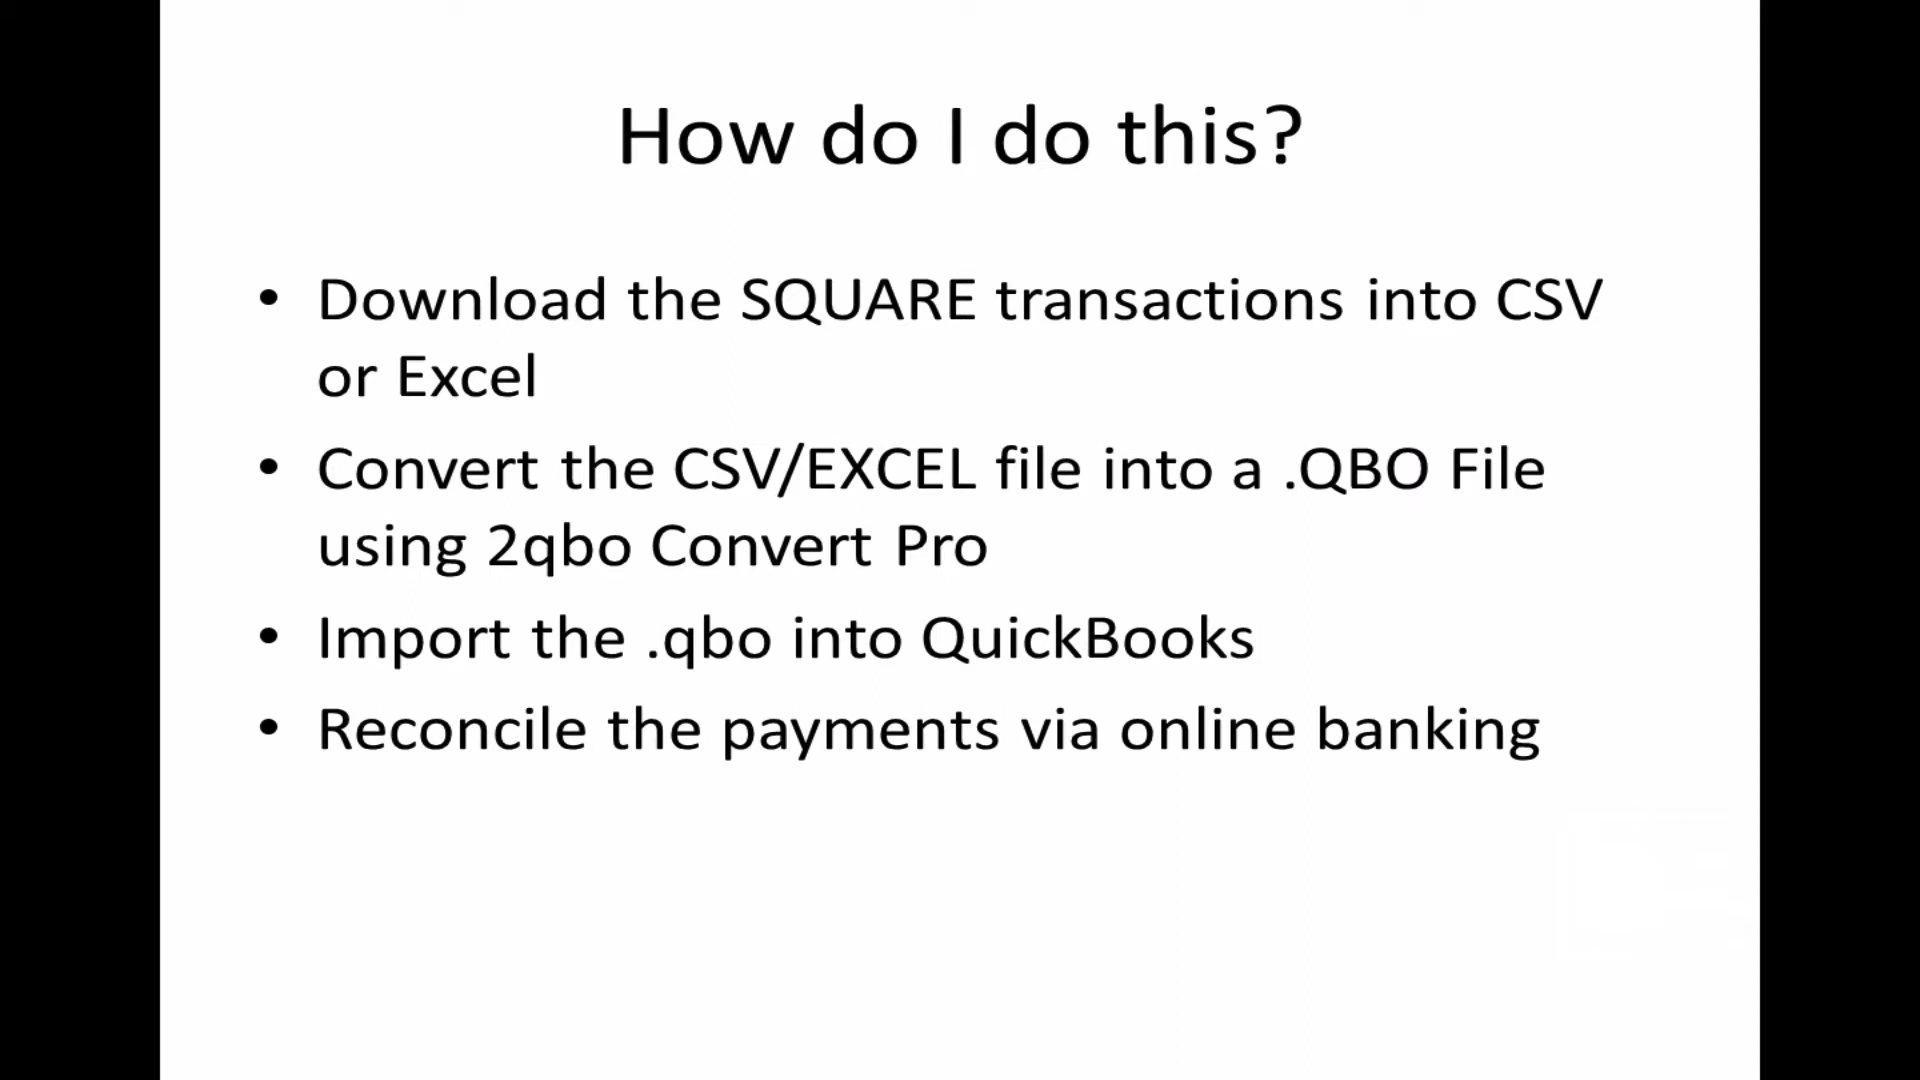 How do I do this?
• Download the SQUARE transactions into CSV
or Excel
• Convert the CSV/EXCEL file into a .QBO File
using 2qbo Convert Pro
• Import the .qbo into QuickBooks
• Reconcile the payments via online banking